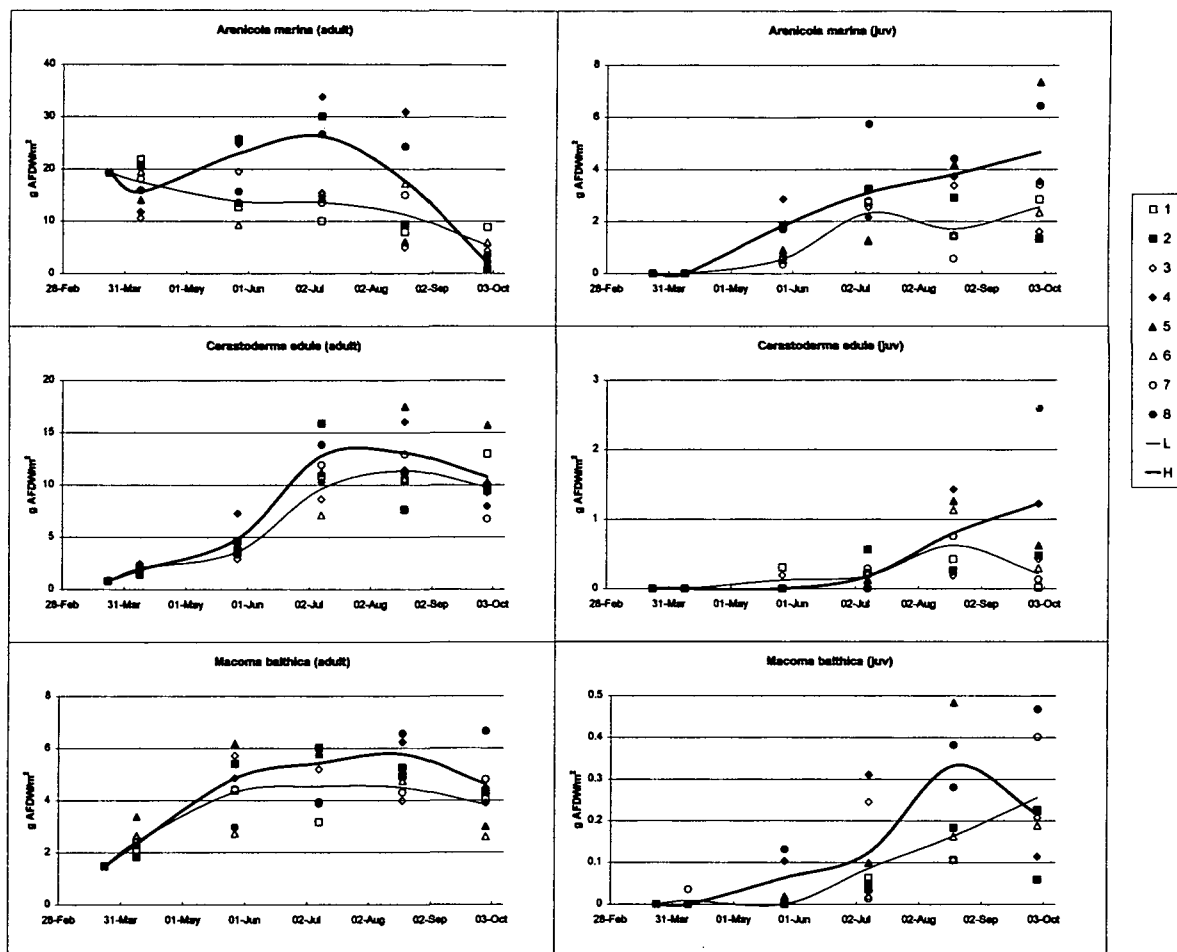 Arenicola marina (adult)
g AFDW/m²
40
30
20
10
0
28-Feb 31-Mar 01-May 01-Jun 02-Jul 02-Aug 02-Sep 03-Oct
Arenicola marina (juv)
g AFDW/m²
8
6
4
2
0
28-Feb 31-Mar 01-May 01-Jun 02-Jul 02-Aug 02-Sep 03-Oct
Cerastoderma edule (adult)
g AFDW/m²
20
15
10
5
0
28-Feb 31-Mar 01-May 01-Jun 02-Jul 02-Aug 02-Sep 03-Oct
Cerastoderma edule (juv)
g AFDW/m²
3
2
1
0
28-Feb 31-Mar 01-May 01-Jun 02-Jul 02-Aug 02-Sep 03-Oct
Macoma balthica (adult)
g AFDW/m²
8
6
4
2
0
28-Feb 31-Mar 01-May 01-Jun 02-Jul 02-Aug 02-Sep 03-Oct
Macoma balthica (juv)
g AFDW/m²
0.5
0.4
0.3
0.2
0.1
0
28-Feb 31-Mar 01-May 01-Jun 02-Jul 02-Aug 02-Sep 03-Oct
1
2
3
4
5
6
7
8
L
H